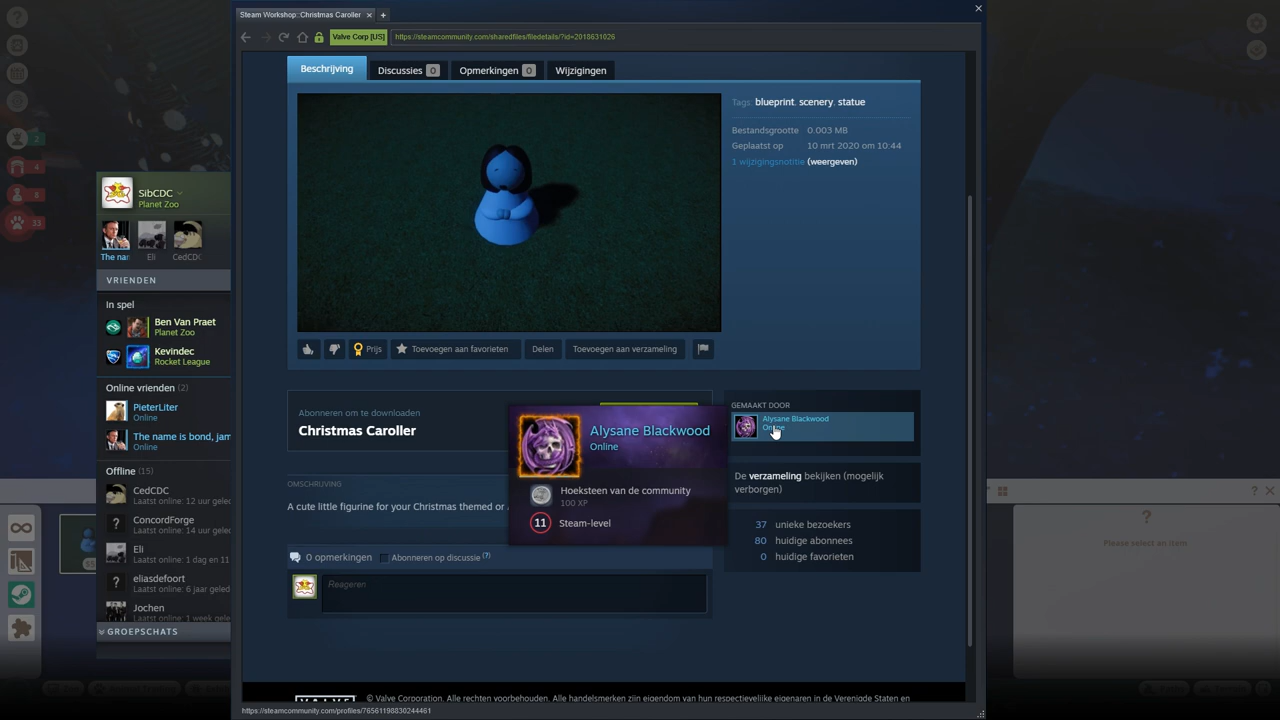 Steam Workshop::Christmas Caroller
Valve Corp [US]
https://steamcommunity.com/sharedfiles/filedetails/?id=2018631026
Beschrijving
Discussies 0
Opmerkingen 0
Wijzigingen
Tags: blueprint, scenery, statue
Bestandsgrootte 0.003 MB
Geplaatst op 10 mrt 2020 om 10:44
1 wijzigingsnotitie (weergeven)
2
4
8
33
SibCDC
Planet Zoo
The nar
Eli
CedCDC
VRIENDEN
In spel
Ben Van Praet
Planet Zoo
Kevindec
Rocket League
Online vrienden (2)
PieterLiter
Online
The name is bond, jam
Online
Offline (15)
CedCDC
Laatst online: 12 uur geled
ConcordForge
Laatst online: 14 uur geled
Eli
Laatst online: 1 dag en 11
eliasdefoort
Laatst online: 6 jaar geled
Jochen
Laatst online: 1 week gele
GROEPSCHATS
Prijs
Toevoegen aan favorieten
Delen
Toevoegen aan verzameling
Abonneren om te downloaden
Christmas Caroller
OMSCHRIJVING
A cute little figurine for your Christmas themed or
Alysane Blackwood
Online
Hoeksteen van de community
100 XP
11 Steam-level
GEMAAKT DOOR
Alysane Blackwood
Online
De verzameling bekijken (mogelijk
verborgen)
37 unieke bezoekers
80 huidige abonnees
0 huidige favorieten
0 opmerkingen
Abonneren op discussie (?)
Reageren
Please select an item
VALVE
© Valve Corporation. Alle rechten voorbehouden. Alle handelsmerken zijn eigendom van hun respectievelijke eigenaren in de Verenigde Staten en
https://steamcommunity.com/profiles/76561198830244461